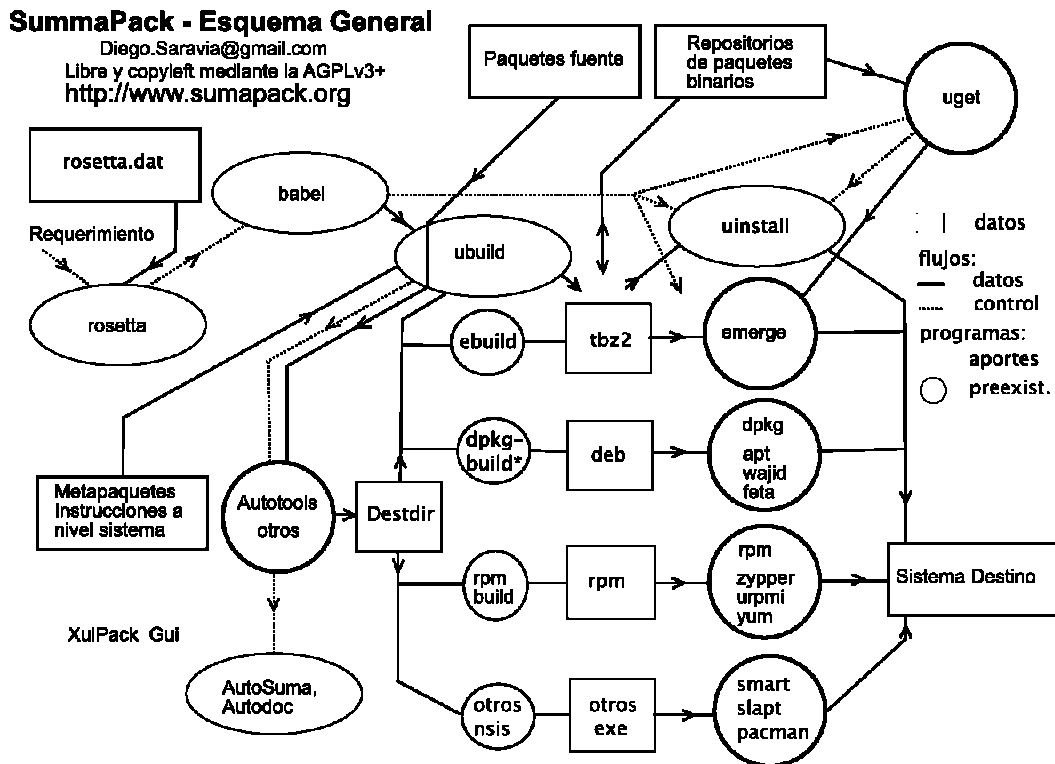 SummaPack - Esquema General
Diego.Saravia@gmail.com
Libre y copyleft mediante la AGPLv3+
http://www.sumapack.org
Paquetes fuente
Repositorios
de paquetes
binarios
uget
rosetta.dat
babel
Requerimiento
rosetta
ubuild
uinstall
datos
flujos:
datos
control
programas:
aportes
preexist.
ebuild
tbz2
emerge
dpkg-
build*
deb
dpkg
apt
wajid
feta
Metapaquetes
Instrucciones a
nivel sistema
Autotools
otros
Destdir
rpm
build
rpm
rpm
zypper
urpmi
yum
Sistema Destino
XulPack Gui
AutoSuma,
Autodoc
otros
nsis
otros
exe
smart
slapt
pacman